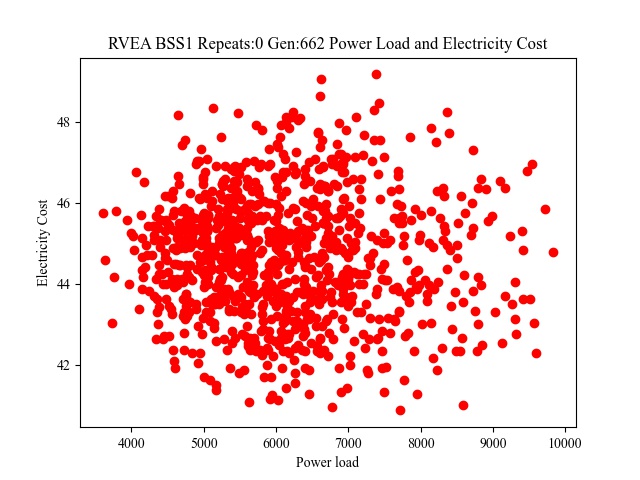 RVEA BSS1 Repeats:0 Gen:662 Power Load and Electricity Cost
48
46
44
42
Electricity Cost
4000 5000 6000 7000 8000 9000 10000
Power load